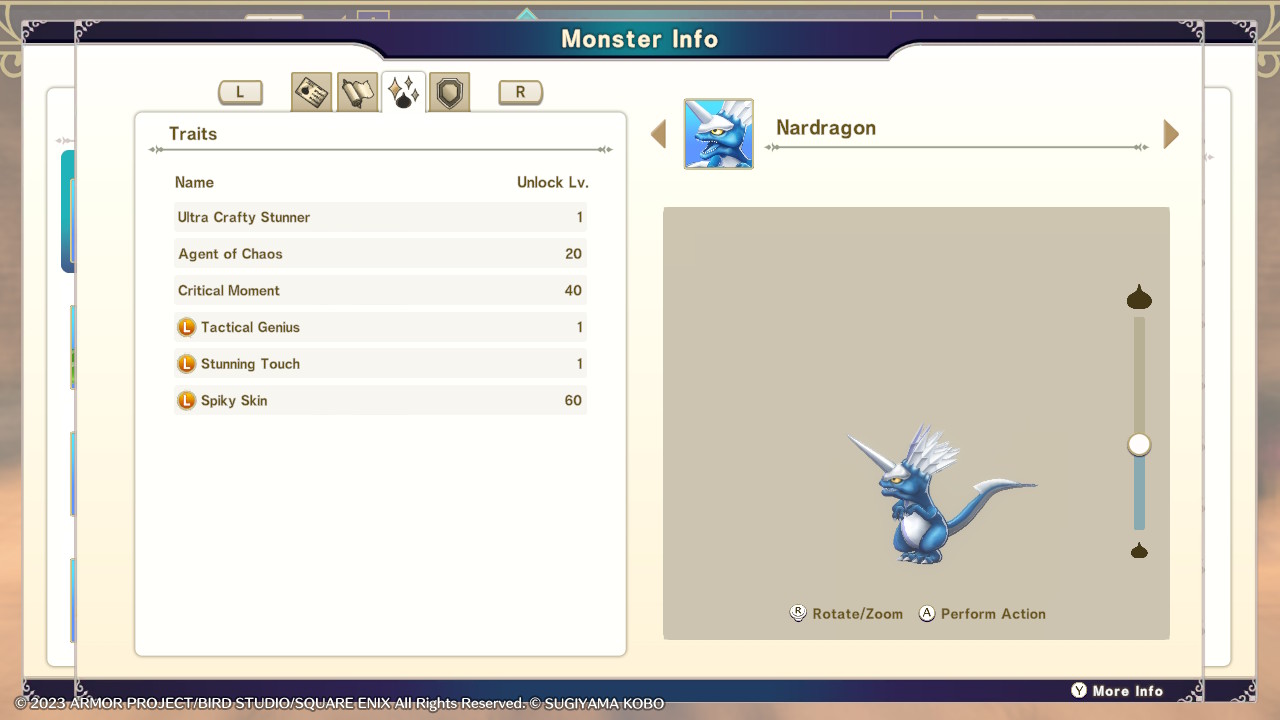 Monster Info
L
R
Traits
Name Unlock Lv.
Ultra Crafty Stunner 1
Agent of Chaos 20
Critical Moment 40
L Tactical Genius 1
L Stunning Touch 1
L Spiky Skin 60
Nardragon
R Rotate/Zoom A Perform Action
Y More Info
© 2023 ARMOR PROJECT/BIRD STUDIO/SQUARE ENIX All Rights Reserved. © SUGIYAMA KOBO